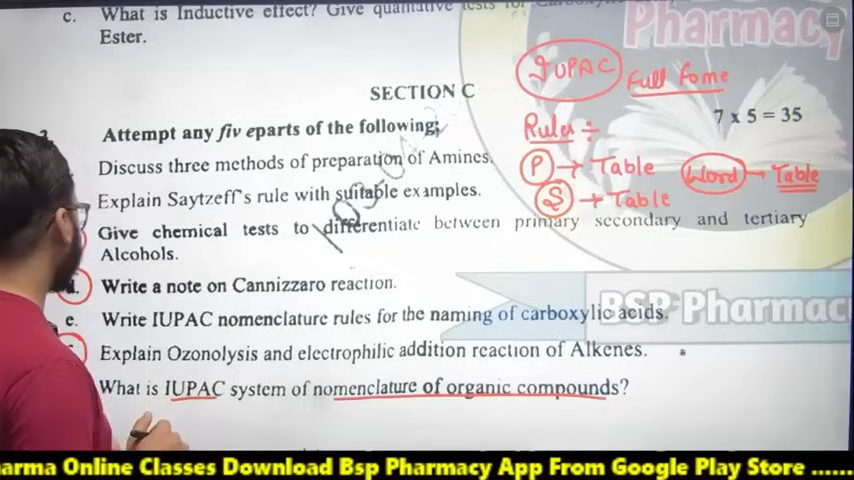 c. What is Inductive effect? Give qualitative tests for Carboxylic
Ester.
Pharmacy
SECTION C
IUPAC Full Fome
7 x 5 = 35
3. Attempt any fiv eparts of the following;
Rules ÷
Discuss three methods of preparation of Amines.
P → Table Word → Table
Explain Saytzeff's rule with suitable examples.
S → Table
Give chemical tests to differentiate between primary secondary and tertiary
Alcohols.
d. Write a note on Cannizzaro reaction.
BSP Pharmac
e. Write IUPAC nomenclature rules for the naming of carboxylic acids.
Explain Ozonolysis and electrophilic addition reaction of Alkenes.
What is IUPAC system of nomenclature of organic compounds?
arma Online Classes Download Bsp Pharmacy App From Google Play Store ......